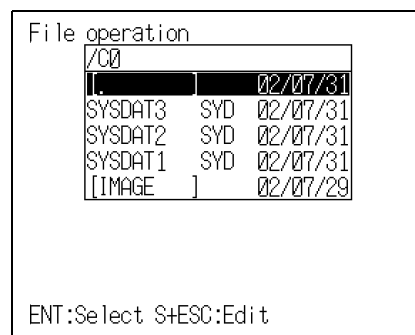 File operation
/C0
[.        ]  02/07/31
SYSDAT3  SYD  02/07/31
SYSDAT2  SYD  02/07/31
SYSDAT1  SYD  02/07/31
[IMAGE   ]  02/07/29
ENT:Select S+ESC:Edit